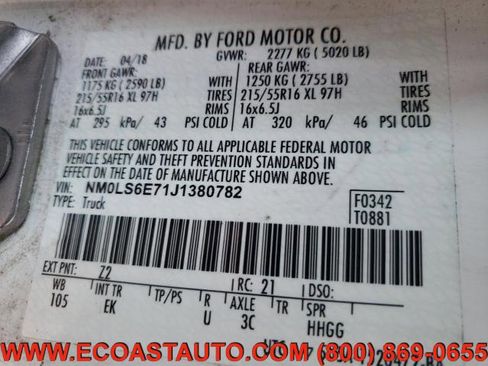 MFD. BY FORD MOTOR CO.
DATE: 04/18 GVWR: 2277 KG ( 5020 LB)
FRONT GAWR: REAR GAWR:
1175 KG ( 2590 LB) WITH 1250 KG ( 2755 LB) WITH
215/55R16 XL 97H TIRES 215/55R16 XL 97H TIRES
16x6.5J RIMS 16x6.5J RIMS
AT 295 kPa/ 43 PSI COLD AT 320 kPa/ 46 PSI COLD
THIS VEHICLE CONFORMS TO ALL APPLICABLE FEDERAL MOTOR
VEHICLE SAFETY AND THEFT PREVENTION STANDARDS IN
EFFECT ON THE DATE OF MANUFACTURE SHOWN ABOVE.
VIN: NM0LS6E71J1380782 F0342
TYPE: Truck T0881
EXT PNT: Z2 RC: 21 DSO:
WB INT TR TP/PS R AXLE TR SPR
105 EK U 3C HHGG
WWW.ECOASTAUTO.COM - (800) 869-0655